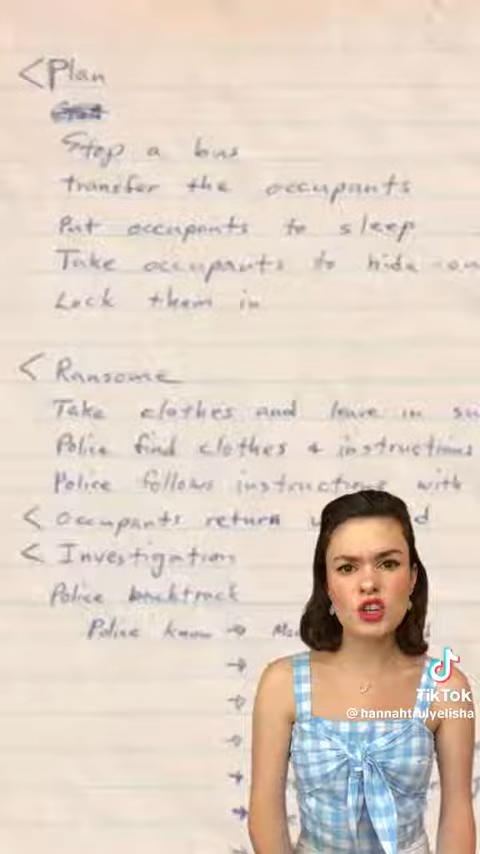 <Plan
Stop a bus
transfer the occupants
Put occupants to sleep
Take occupants to hide-ou
Lock them in
< Ransome
Take clothes and leave in su
Police find clothes & instructions
Police follows instructions with
< Occupants return
< Investigation
Police backtrack
Police know →
→
→
→
→
→
TikTok
@hannahtrulyelisha